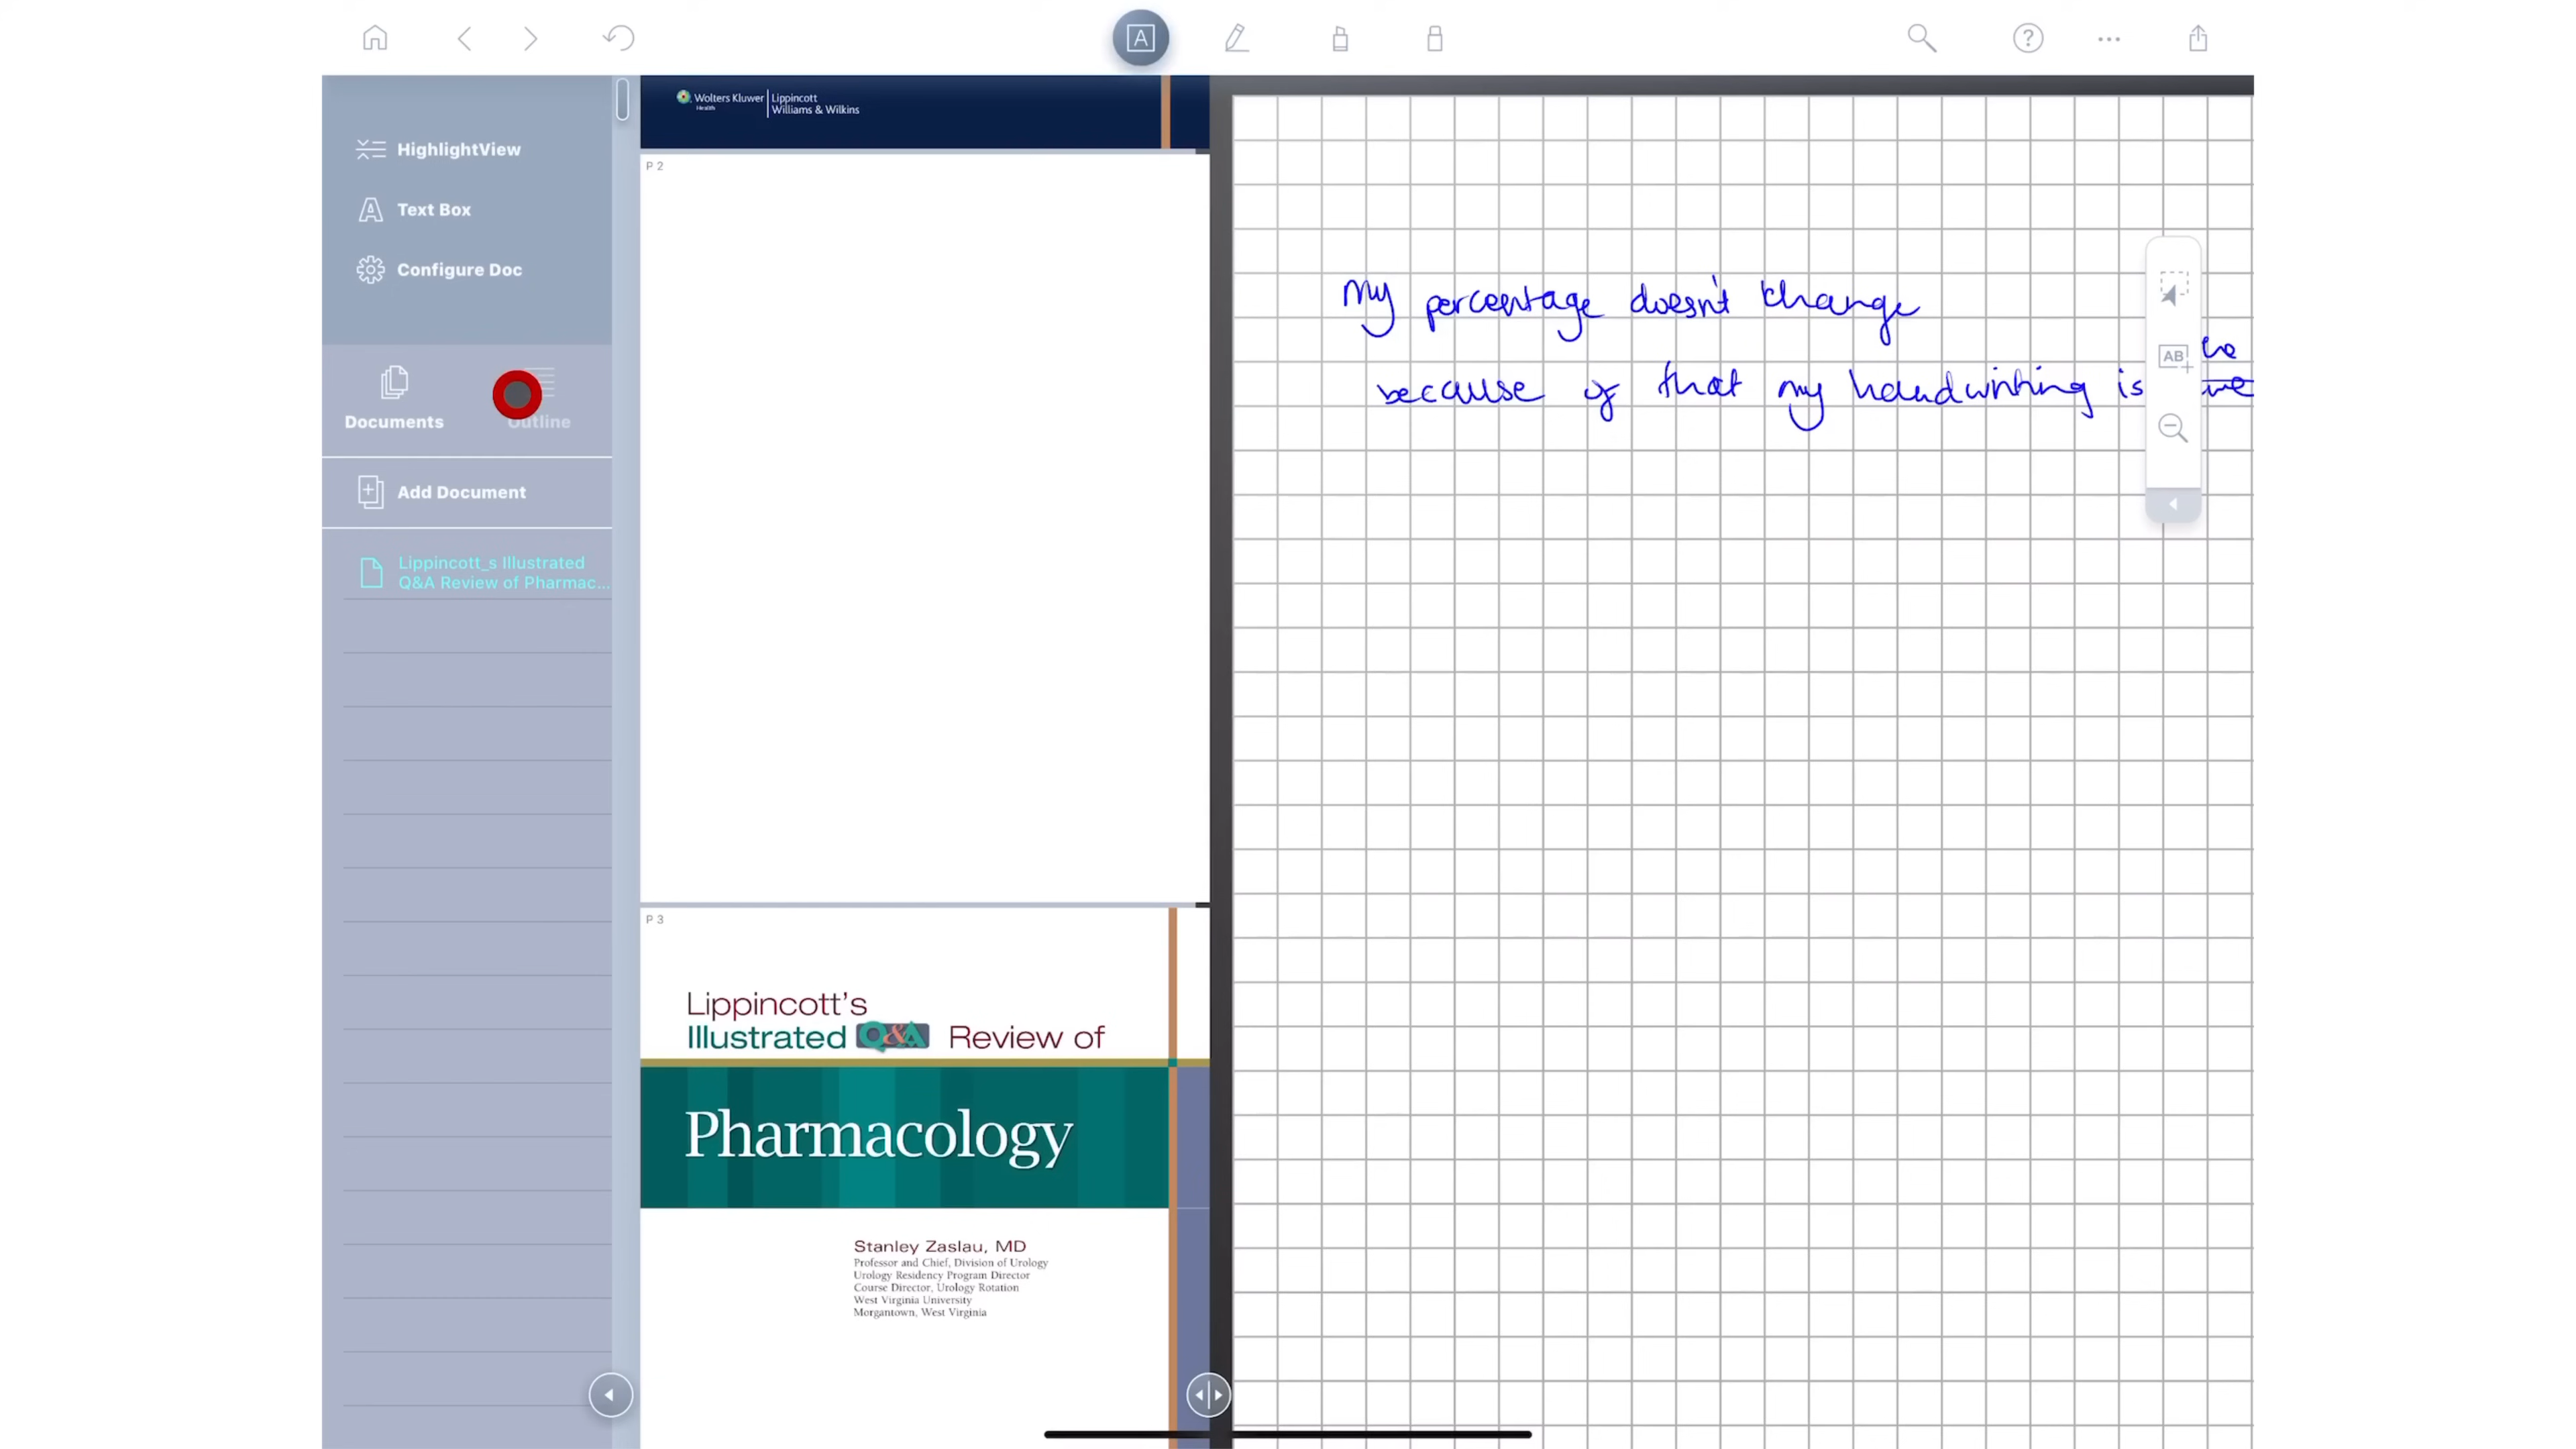 A
?
HighlightView
Text Box
Configure Doc
Documents
Outline
Add Document
Lippincott_s Illustrated
Q&A Review of Pharmac...
Wolters Kluwer
Health
Lippincott
Williams & Wilkins
P 2
P 3
Lippincott's
Illustrated Q&A Review of
Pharmacology
Stanley Zaslau, MD
Professor and Chief, Division of Urology
Urology Residency Program Director
Course Director, Urology Rotation
West Virginia University
Morgantown, West Virginia
My percentage doesn't change
because of that my handwriting is
AB